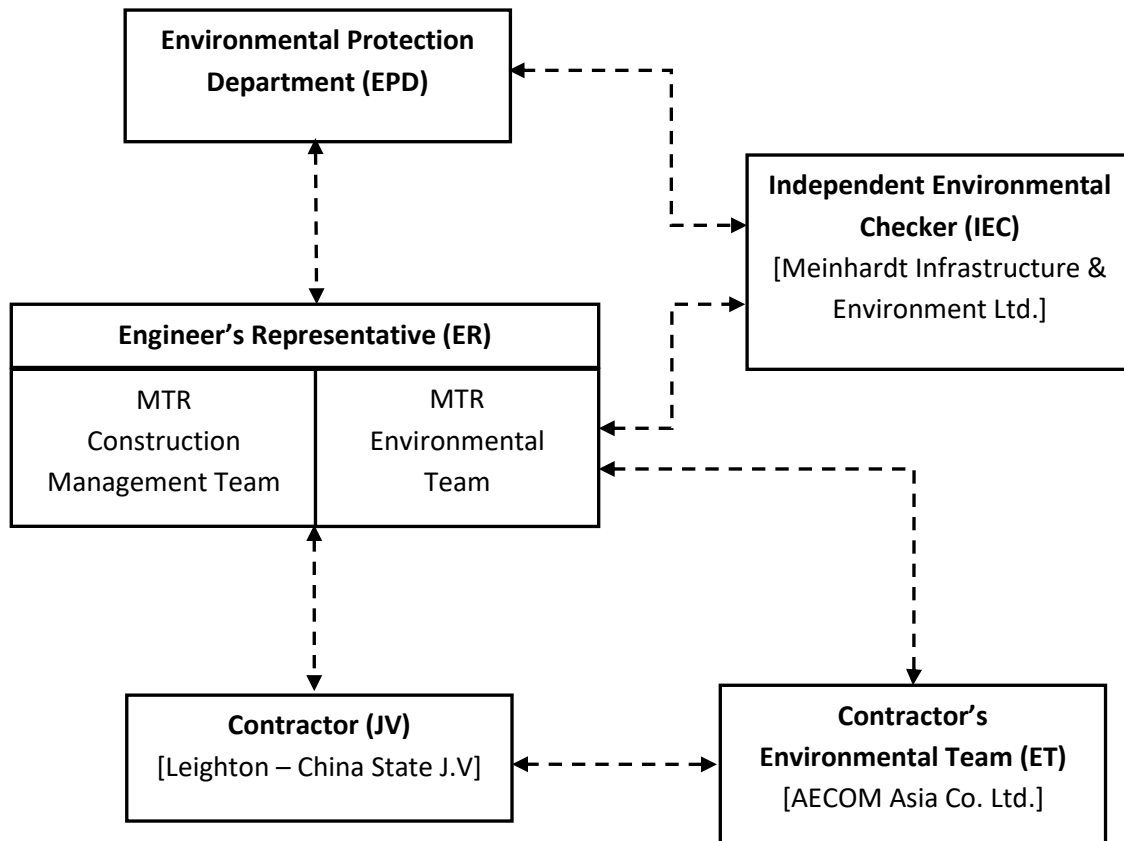 Environmental Protection
Department (EPD)
Independent Environmental
Checker (IEC)
[Meinhardt Infrastructure &
Environment Ltd.]
Engineer’s Representative (ER)
MTR
Construction
Management Team
MTR
Environmental
Team
Contractor (JV)
[Leighton – China State J.V]
Contractor’s
Environmental Team (ET)
[AECOM Asia Co. Ltd.]